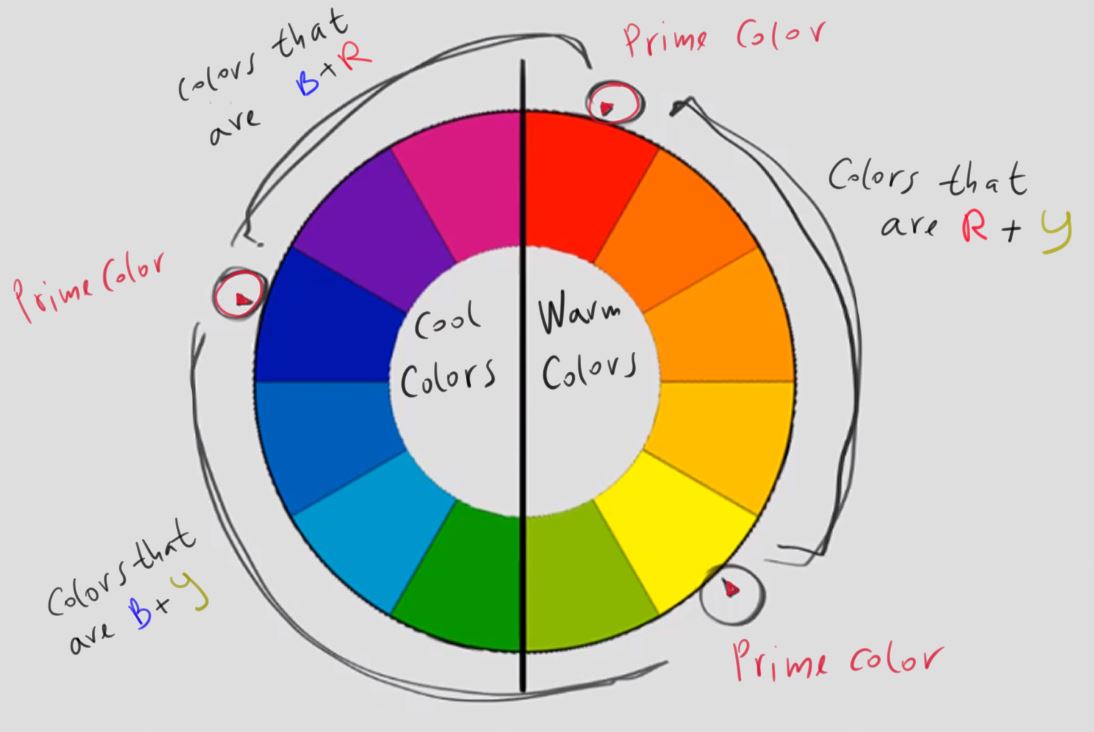 Colors that
are B+R
Prime Color
Colors that
are R + Y
Prime Color
Cool
Colors
Warm
Colors
Colors that
are B+Y
Prime color